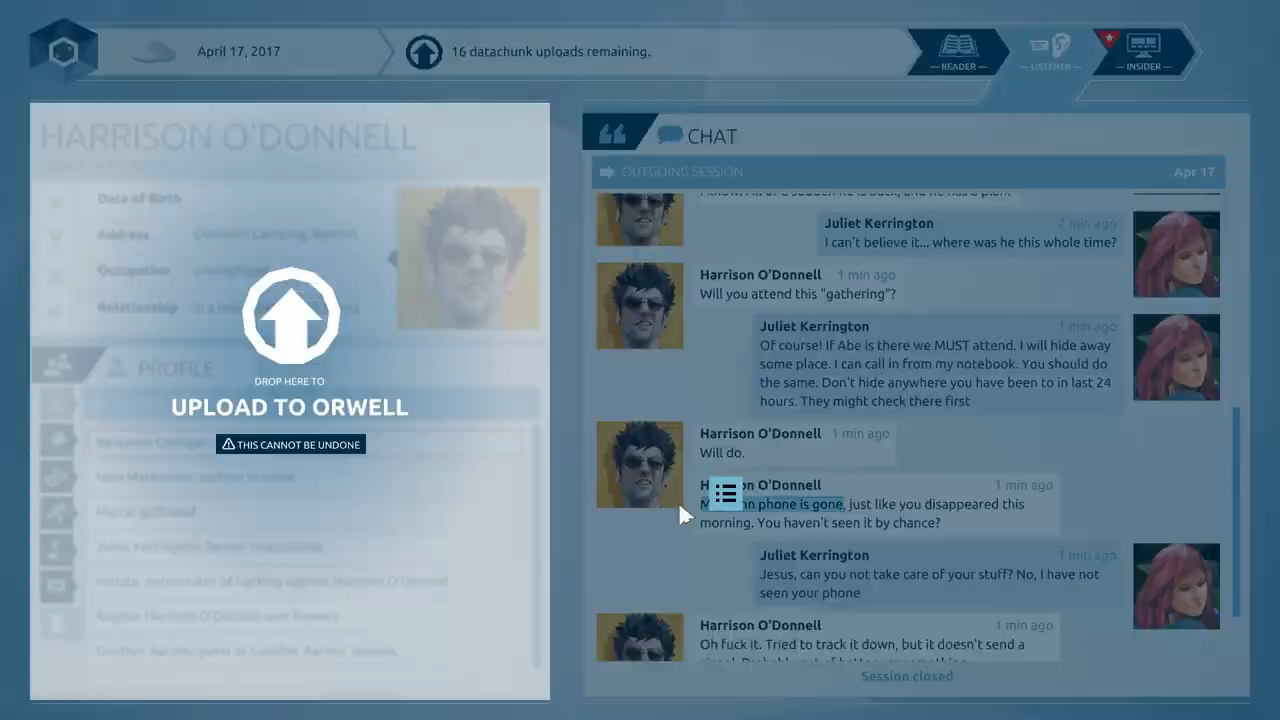 April 17, 2017
16 datachunk uploads remaining.
READER
LISTENER
INSIDER
HARRISON O'DONNELL
Date of Birth
Address
Occupation
Relationship
PROFILE
DROP HERE TO
UPLOAD TO ORWELL
THIS CANNOT BE UNDONE
CHAT
OUTGOING SESSION
Apr 17
Juliet Kerrington 2 min ago
I can't believe it... where was he this whole time?
Harrison O'Donnell 1 min ago
Will you attend this "gathering"?
Juliet Kerrington 1 min ago
Of course! If Abe is there we MUST attend. I will hide away
some place. I can call in from my notebook. You should do
the same. Don't hide anywhere you have been to in last 24
hours. They might check there first
Harrison O'Donnell 1 min ago
Will do.
O'Donnell 1 min ago
phone is gone, just like you disappeared this
morning. You haven't seen it by chance?
Juliet Kerrington 1 min ago
Jesus, can you not take care of your stuff? No, I have not
seen your phone
Harrison O'Donnell 1 min ago
Oh fuck it. Tried to track it down, but it doesn't send a
Session closed